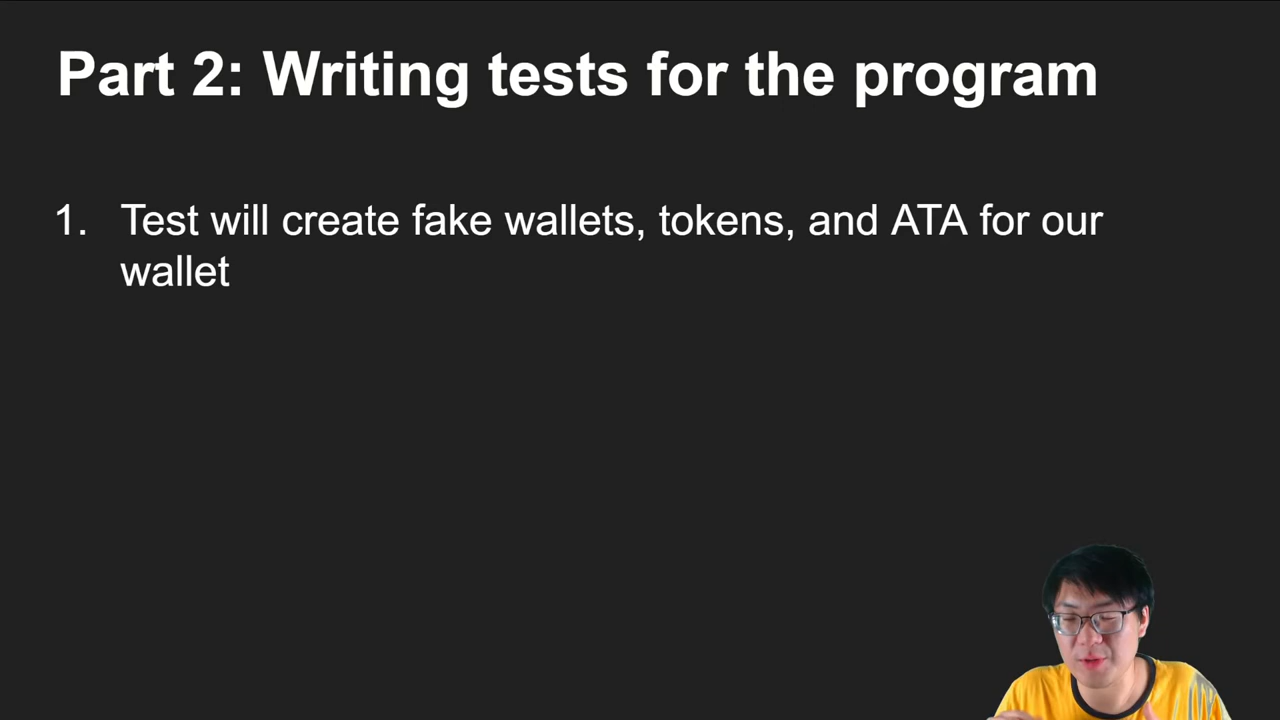 Part 2: Writing tests for the program
1. Test will create fake wallets, tokens, and ATA for our
wallet